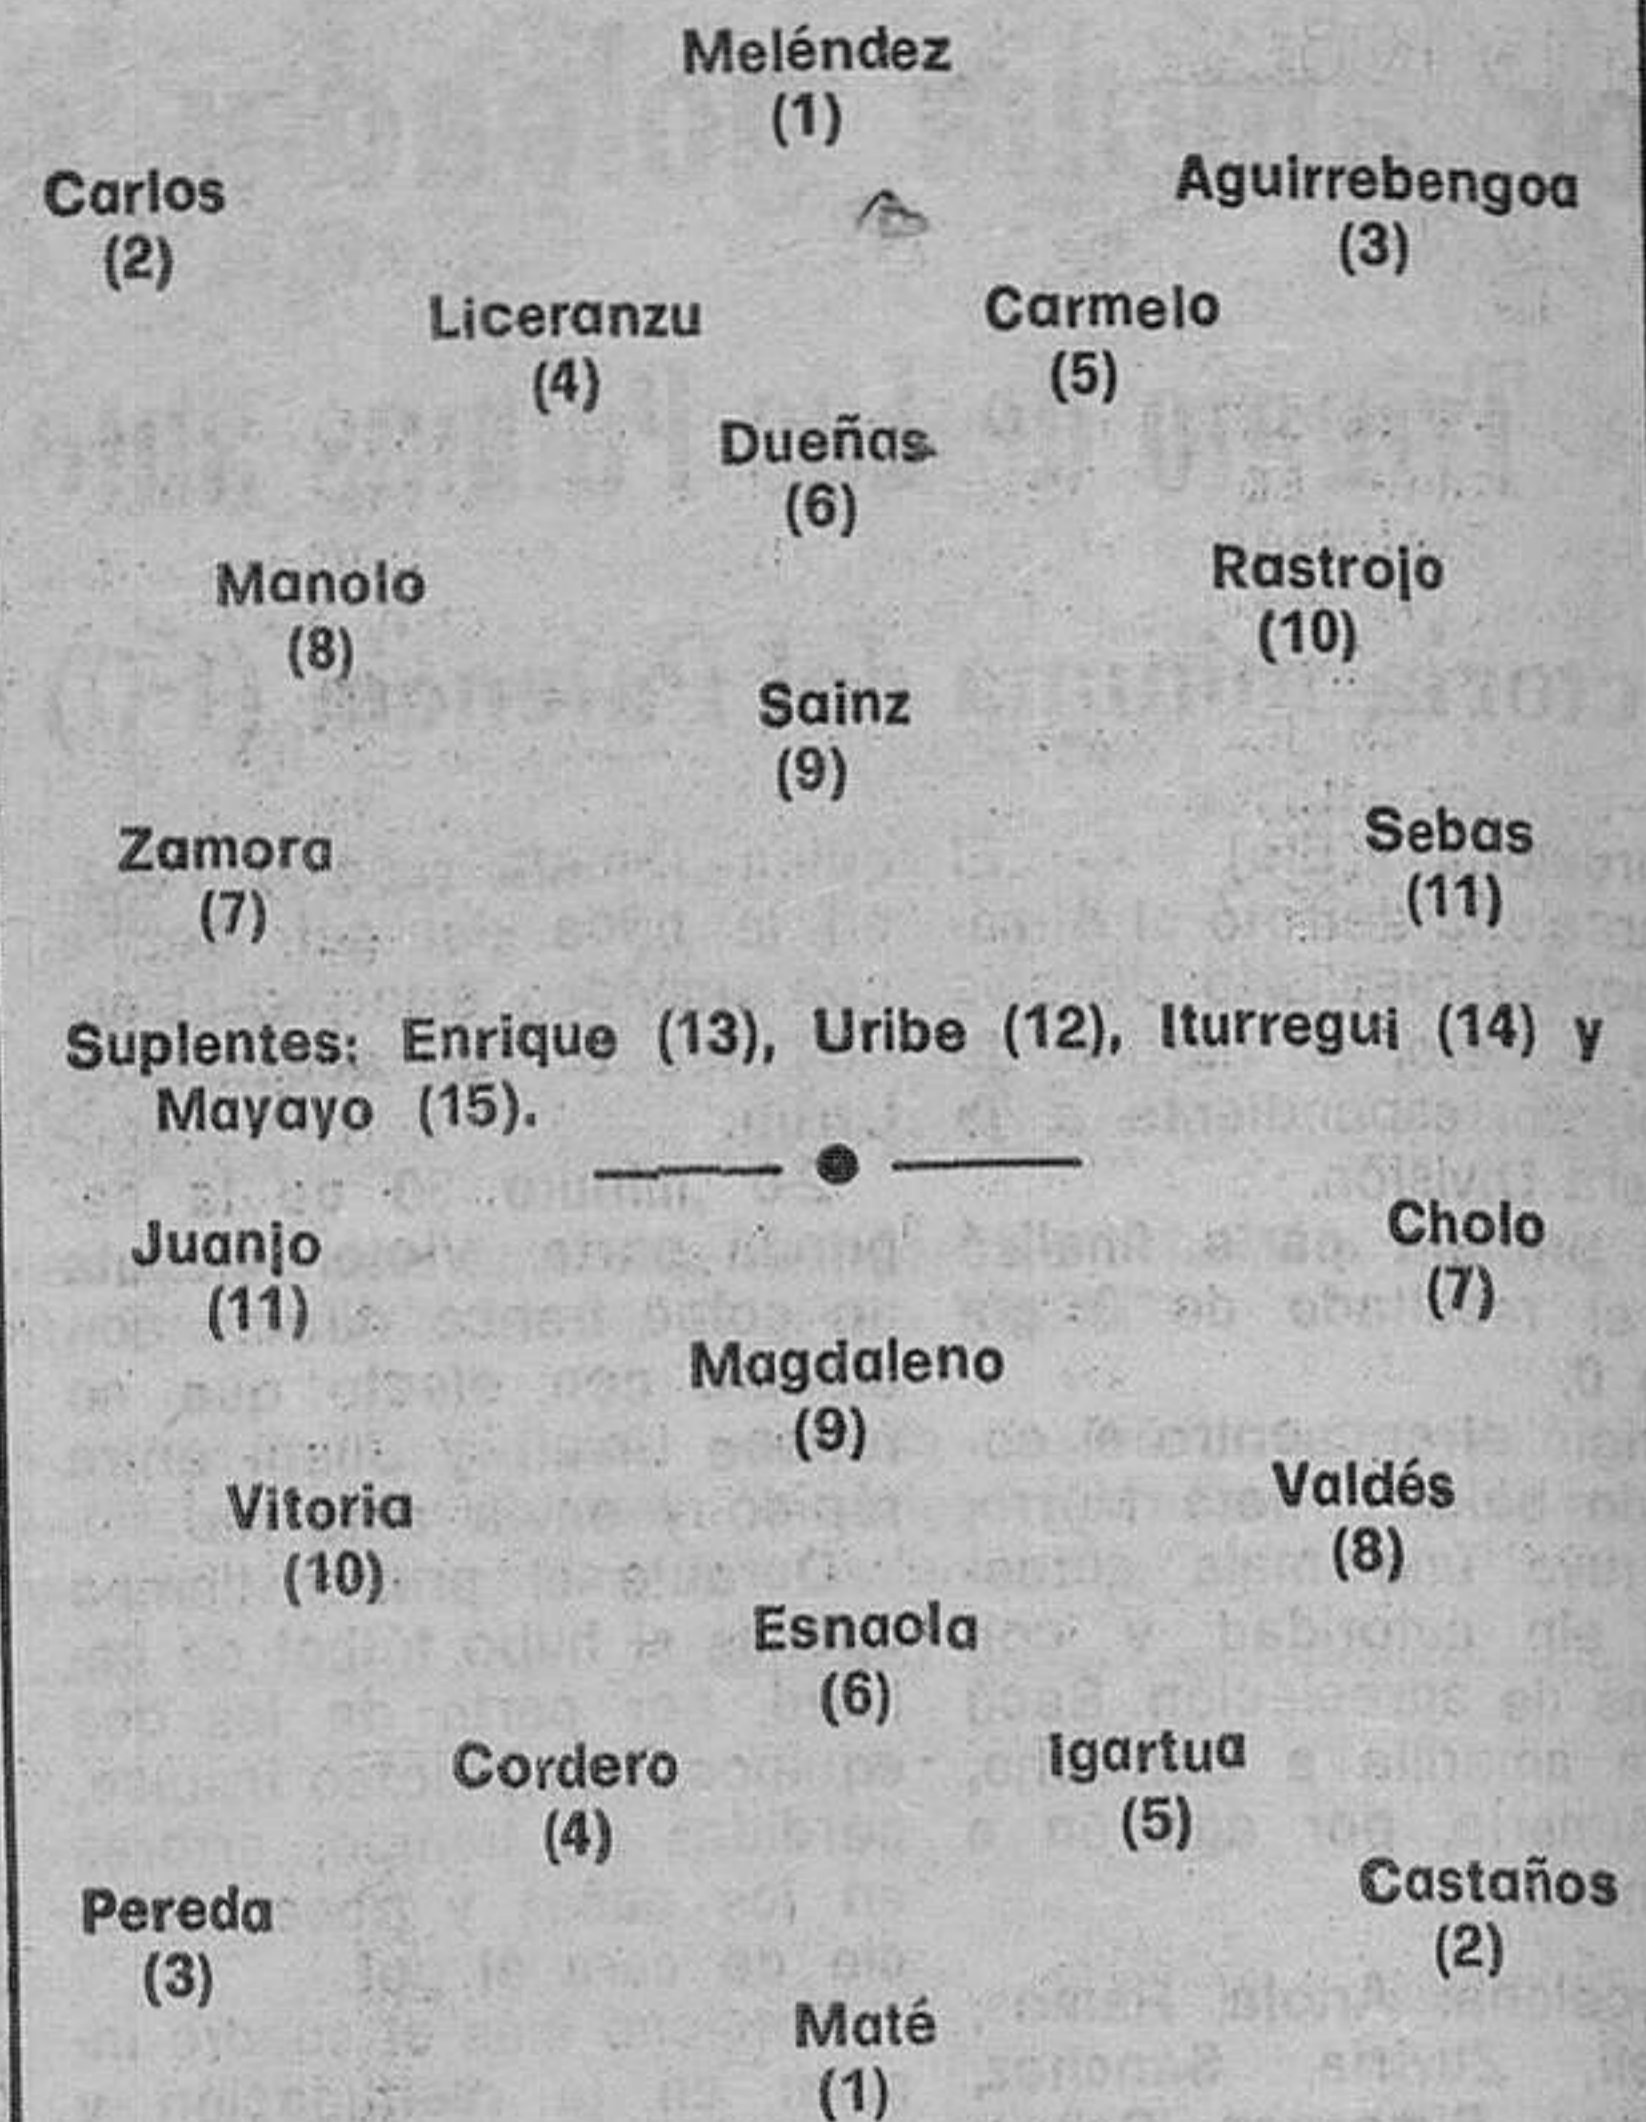 Meléndez
(1)
Carlos
(2)
Aguirrebengoa
(3)
Liceranzu
(4)
Carmelo
(5)
Dueñas
(6)
Manolo
(8)
Rastrojo
(10)
Sainz
(9)
Zamora
(7)
Sebas
(11)
Suplentes: Enrique (13), Uribe (12), Iturregui (14) y
Mayayo (15).
Juanjo
(11)
Cholo
(7)
Magdaleno
(9)
Vitoria
(10)
Valdés
(8)
Esnaola
(6)
Cordero
(4)
Igartua
(5)
Pereda
(3)
Castaños
(2)
Maté
(1)